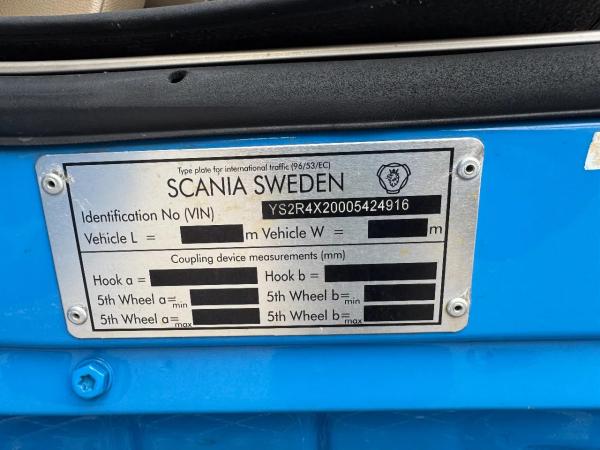 Type plate for international traffic (96/53/EC)
SCANIA SWEDEN
Identification No (VIN) YS2R4X20005424916
Vehicle L = m Vehicle W = m
Coupling device measurements (mm)
Hook a = Hook b =
5th Wheel a=min 5th Wheel b=min
5th Wheel a=max 5th Wheel b=max